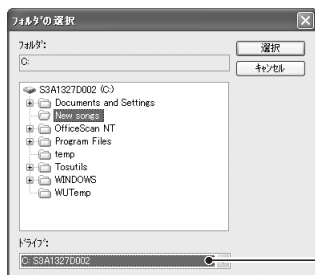 ﾌｫﾙﾀﾞの選択
ﾌｫﾙﾀﾞ:
C:
選択
ｷｬﾝｾﾙ
S3A1327D002 (C:)
Documents and Settings
New songs
OfficeScan NT
Program Files
temp
Tosutils
WINDOWS
WUTemp
ﾄﾞﾗｲﾌﾞ:
C: S3A1327D002